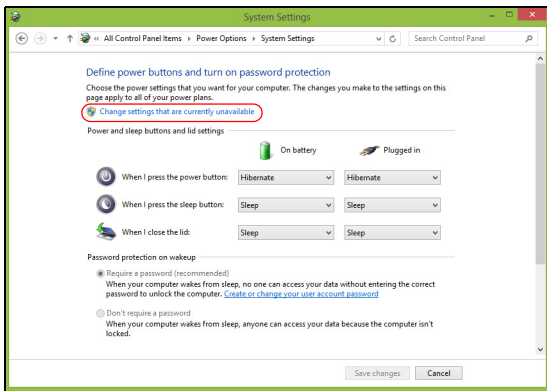 System Settings
« All Control Panel Items Power Options System Settings
Search Control Panel
Define power buttons and turn on password protection
Choose the power settings that you want for your computer. The changes you make to the settings on this
page apply to all of your power plans.
Change settings that are currently unavailable
Power and sleep buttons and lid settings
On battery Plugged in
When I press the power button: Hibernate Hibernate
When I press the sleep button: Sleep Sleep
When I close the lid: Sleep Sleep
Password protection on wakeup
Require a password (recommended)
When your computer wakes from sleep, no one can access your data without entering the correct
password to unlock the computer. Create or change your user account password
Don't require a password
When your computer wakes from sleep, anyone can access your data because the computer isn't
locked.
Save changes Cancel